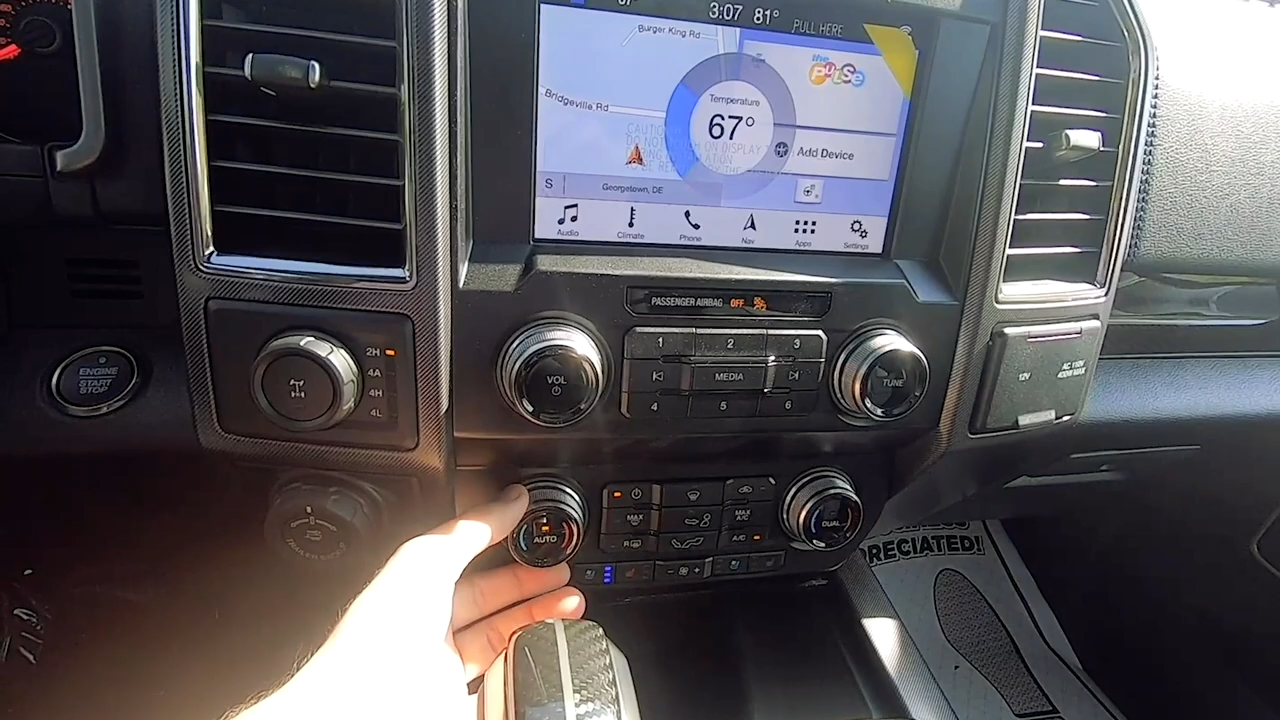 3:07 81°
PULL HERE
Burger King Rd
the
PULSE
Temperature
67°
Bridgeville Rd
Add Device
S
Georgetown, DE
Audio
Climate
Phone
Nav
Apps
Settings
PASSENGER AIRBAG OFF
1 2 3
VOL
MEDIA
TUNE
4 5 6
ENGINE
START
STOP
2H
4A
4H
4L
12V
AC 110V
400W MAX
AUTO
MAX
R
MAX
A/C
A/C
DUAL
- +
PRECIATED!